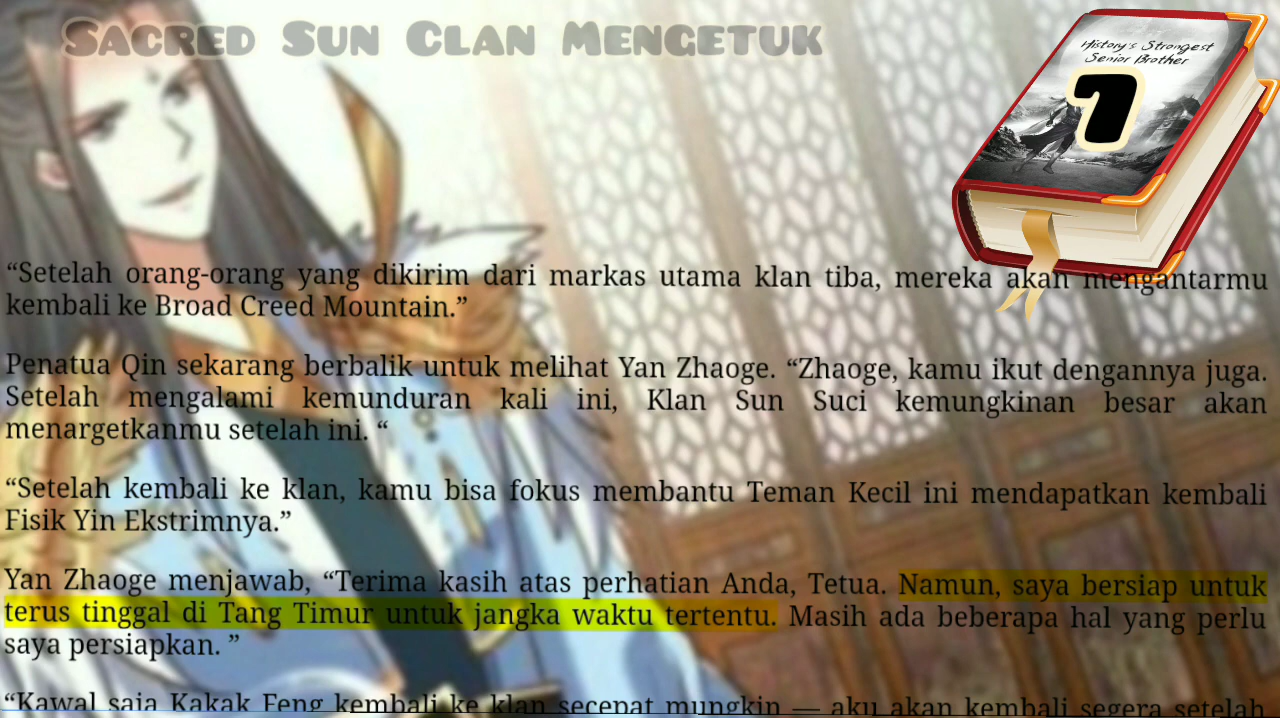 Sacred Sun Clan Mengetuk
History's Strongest
Senior Brother
7
“Setelah orang-orang yang dikirim dari markas utama klan tiba, mereka akan mengantarmu
kembali ke Broad Creed Mountain.”
Penatua Qin sekarang berbalik untuk melihat Yan Zhaoge. “Zhaoge, kamu ikut dengannya juga.
Setelah mengalami kemunduran kali ini, Klan Sun Suci kemungkinan besar akan
menargetkanmu setelah ini. “
“Setelah kembali ke klan, kamu bisa fokus membantu Teman Kecil ini mendapatkan kembali
Fisik Yin Ekstrimnya.”
Yan Zhaoge menjawab, “Terima kasih atas perhatian Anda, Tetua. Namun, saya bersiap untuk
terus tinggal di Tang Timur untuk jangka waktu tertentu. Masih ada beberapa hal yang perlu
saya persiapkan. ”
“Kawal saja Kakak Feng kembali ke klan secepat mungkin — aku akan kembali segera setelah